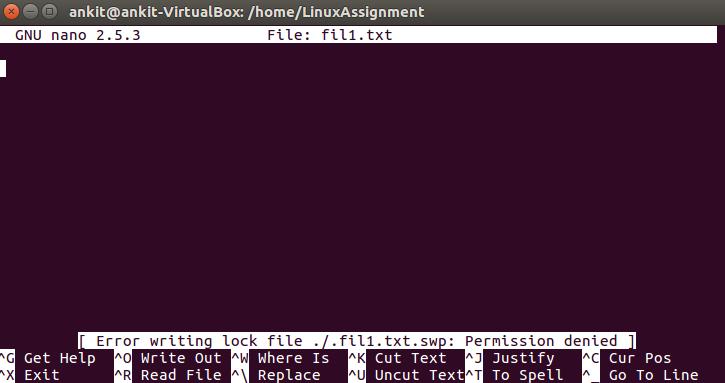 ankit@ankit-VirtualBox: /home/LinuxAssignment
GNU nano 2.5.3 File: fil1.txt
[ Error writing lock file ./.fil1.txt.swp: Permission denied ]
^G Get Help ^O Write Out ^W Where Is ^K Cut Text ^J Justify ^C Cur Pos
^X Exit ^R Read File ^\ Replace ^U Uncut Text ^T To Spell ^_ Go To Line